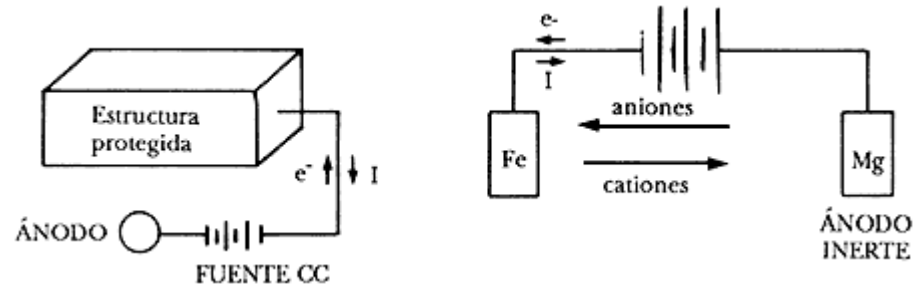 Estructura
protegida
e-
I
ÁNODO
FUENTE CC
e-
I
aniones
cationes
Fe
Mg
ÁNODO
INERTE